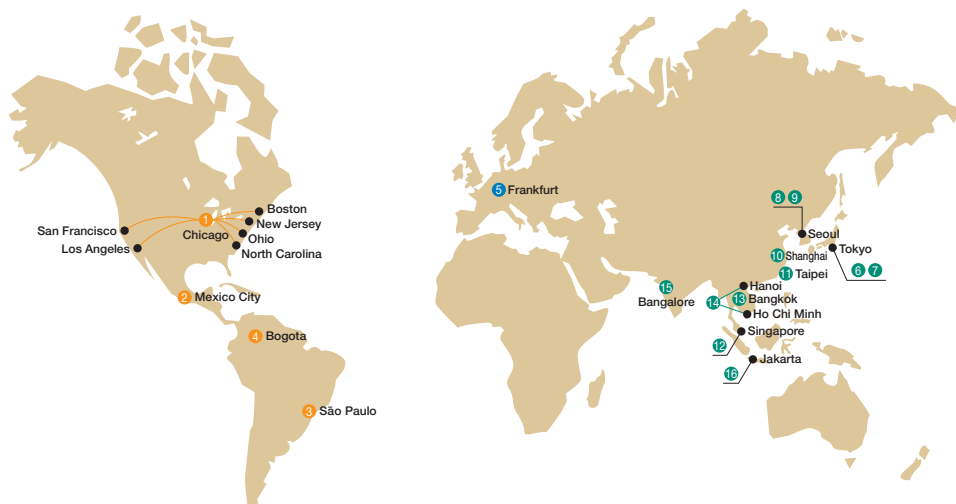 Boston
1
New Jersey
San Francisco
Chicago
Ohio
Los Angeles
North Carolina
2 Mexico City
4 Bogota
3 São Paulo
5 Frankfurt
8 9
Seoul
Tokyo
10 Shanghai
6 7
11 Taipei
15
Bangalore
Hanoi
14
13 Bangkok
Ho Chi Minh
Singapore
12
Jakarta
16